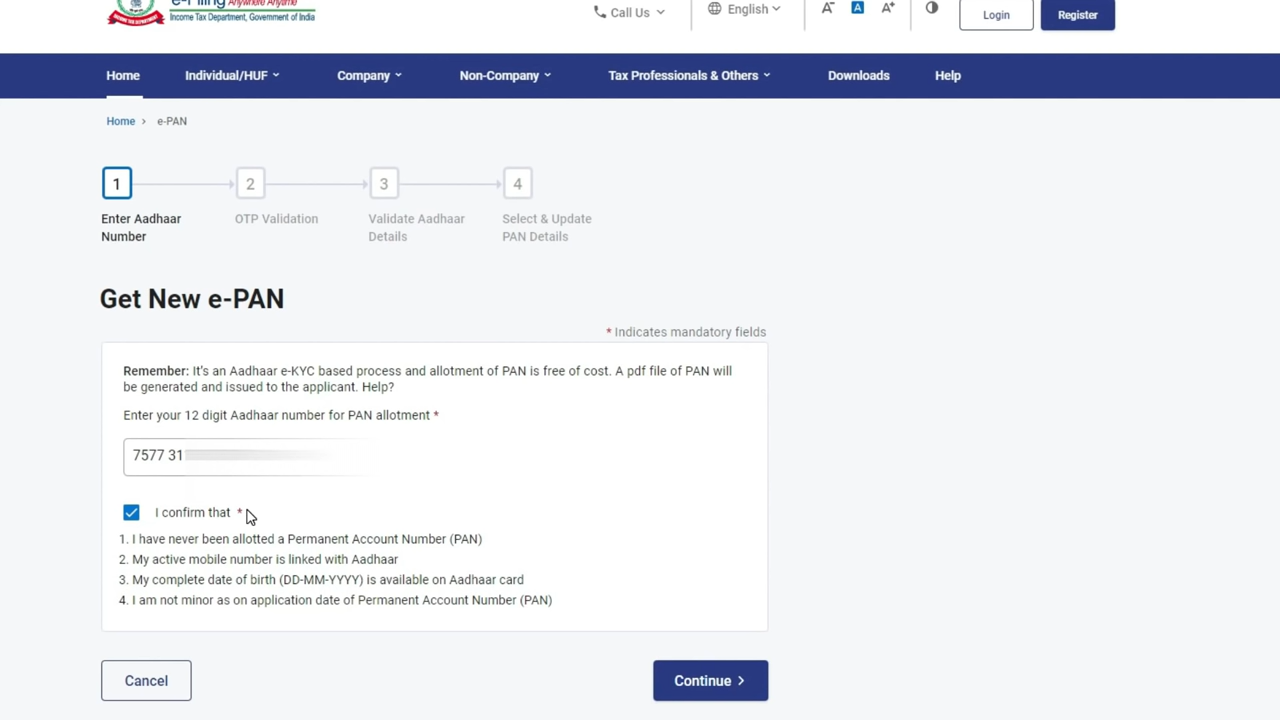 e-Filing Anywhere Anytime
Income Tax Department, Government of India
Call Us
English
A-
A
A+
Login
Register
Home
Individual/HUF
Company
Non-Company
Tax Professionals & Others
Downloads
Help
Home > e-PAN
1
2
3
4
Enter Aadhaar
Number
OTP Validation
Validate Aadhaar
Details
Select & Update
PAN Details
Get New e-PAN
* Indicates mandatory fields
Remember: It's an Aadhaar e-KYC based process and allotment of PAN is free of cost. A pdf file of PAN will
be generated and issued to the applicant. Help?
Enter your 12 digit Aadhaar number for PAN allotment *
7577 31
I confirm that *
1. I have never been allotted a Permanent Account Number (PAN)
2. My active mobile number is linked with Aadhaar
3. My complete date of birth (DD-MM-YYYY) is available on Aadhaar card
4. I am not minor as on application date of Permanent Account Number (PAN)
Cancel
Continue >